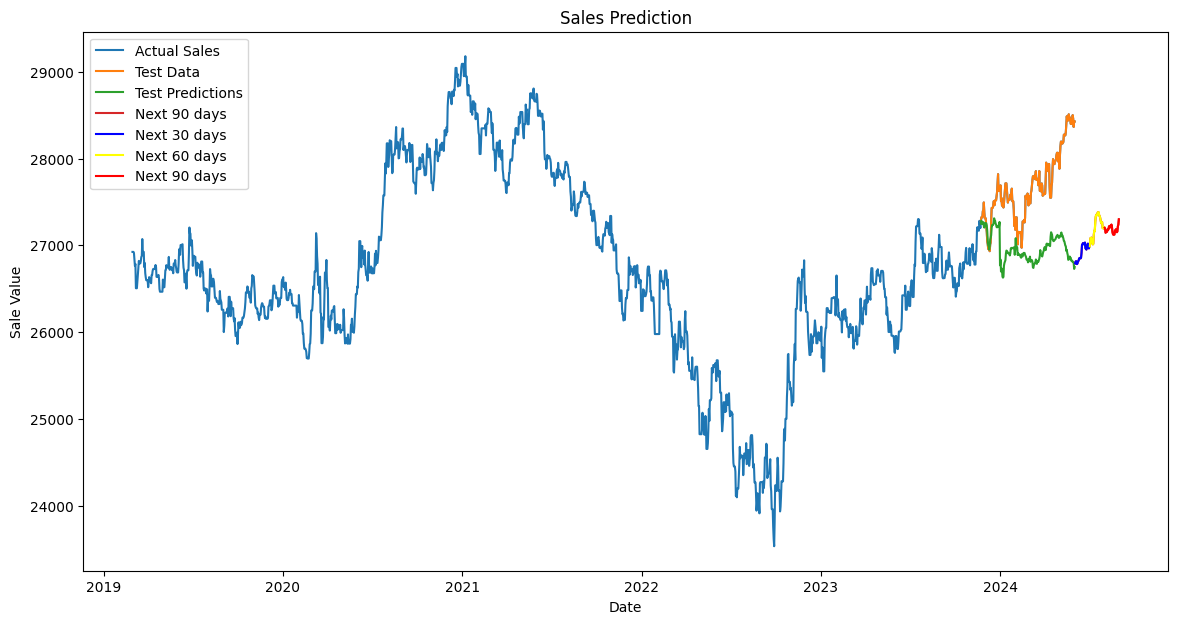 Sales Prediction
Actual Sales
Test Data
Test Predictions
Next 90 days
Next 30 days
Next 60 days
Next 90 days
29000
28000
27000
26000
25000
24000
Sale Value
2019
2020
2021
2022
2023
2024
Date